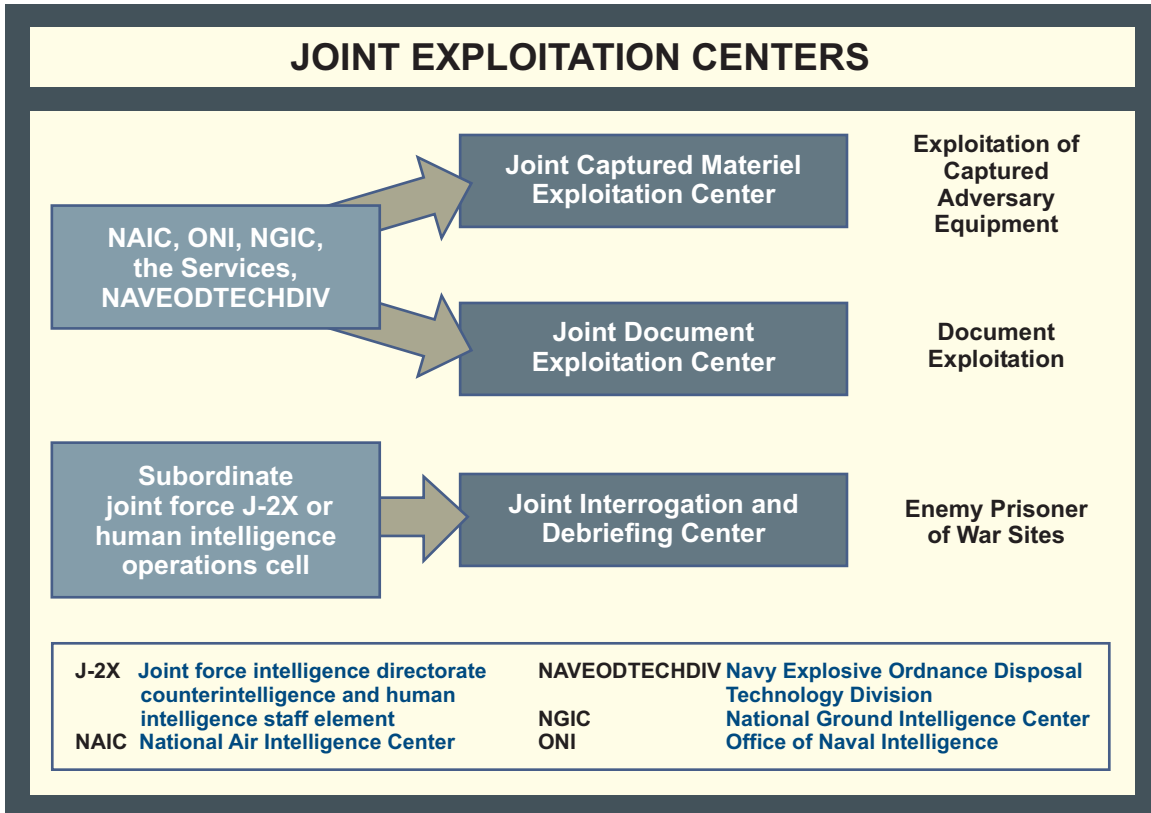 JOINT EXPLOITATION CENTERS
NAIC, ONI, NGIC,
the Services,
NAVEODTECHDIV
Joint Captured Materiel
Exploitation Center
Exploitation of
Captured
Adversary
Equipment
Joint Document
Exploitation Center
Document
Exploitation
Subordinate
joint force J-2X or
human intelligence
operations cell
Joint Interrogation and
Debriefing Center
Enemy Prisoner
of War Sites
J-2X Joint force intelligence directorate
counterintelligence and human
intelligence staff element
NAIC National Air Intelligence Center
NAVEODTECHDIV Navy Explosive Ordnance Disposal
Technology Division
NGIC National Ground Intelligence Center
ONI Office of Naval Intelligence